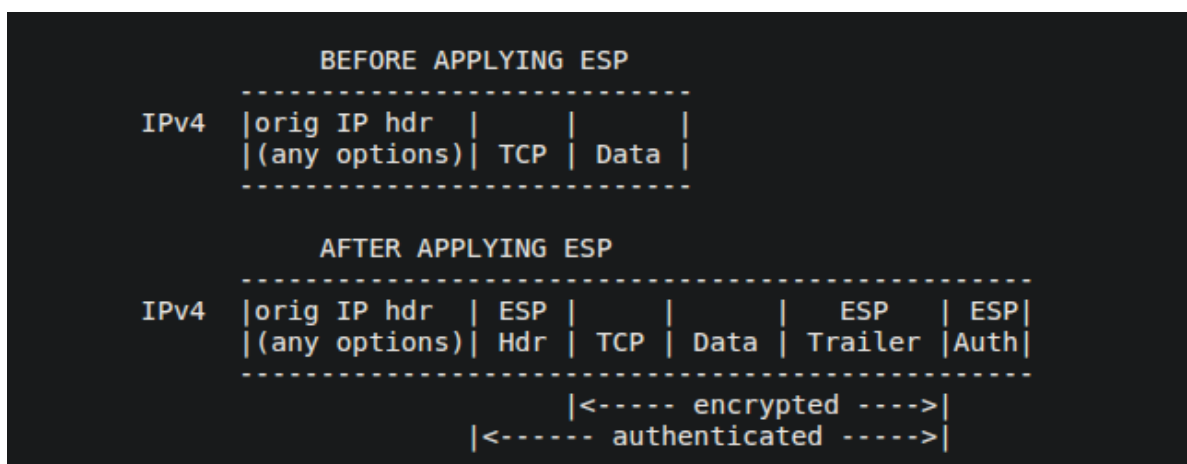 BEFORE APPLYING ESP
----------------------------
IPv4  |orig IP hdr  |     |      |
      |(any options)| TCP | Data |
----------------------------
AFTER APPLYING ESP
-------------------------------------------------
IPv4  |orig IP hdr  | ESP |     |      |   ESP   | ESP|
      |(any options)| Hdr | TCP | Data | Trailer |Auth|
-------------------------------------------------
|<----- encrypted ---->|
|<------ authenticated ----->|